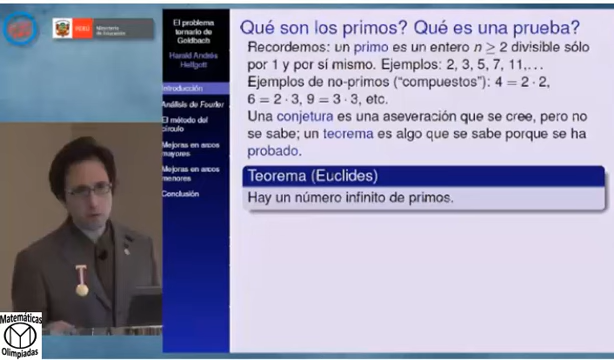 PERÚ
Ministerio
de Educación
El problema
ternario de
Goldbach
Harald Andrés
Helfgott
Introducción
Análisis de Fourier
El método del
círculo
Mejoras en arcos
mayores
Mejoras en arcos
menores
Conclusión
Qué son los primos? Qué es una prueba?
Recordemos: un primo es un entero n ≥ 2 divisible sólo
por 1 y por sí mismo. Ejemplos: 2, 3, 5, 7, 11,…
Ejemplos de no-primos ("compuestos"): 4 = 2 · 2,
6 = 2 · 3, 9 = 3 · 3, etc.
Una conjetura es una aseveración que se cree, pero no
se sabe; un teorema es algo que se sabe porque se ha
probado.
Teorema (Euclides)
Hay un número infinito de primos.
Matemáticas
Olimpiadas